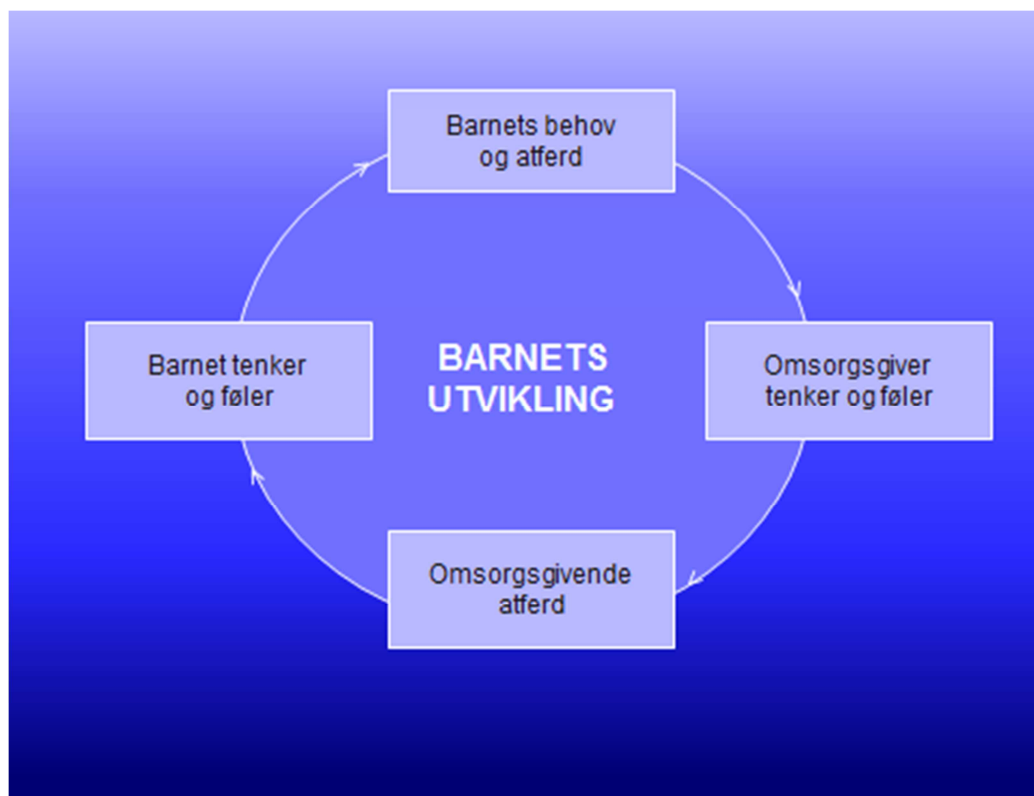 Barnets behov
og atferd
Barnet tenker
og føler
BARNETS
UTVIKLING
Omsorgsgiver
tenker og føler
Omsorgsgivende
atferd